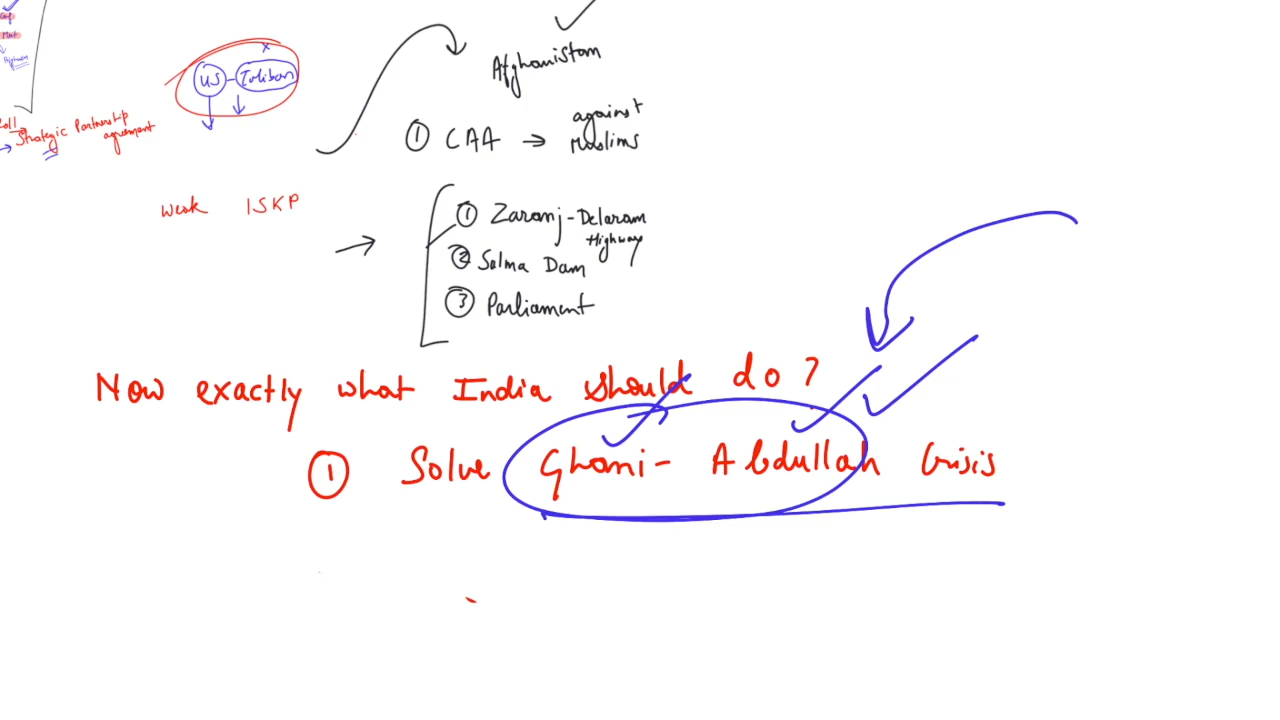 Mat
US - Taliban
Strategic Partnership
agreement
Afghanistan
① CAA → against
Muslims
weak ISKP
① Zaranj-Delaram
Highway
② Salma Dam
③ Parliament
Now exactly what India should do?
① Solve Ghani- Abdullah Crisis